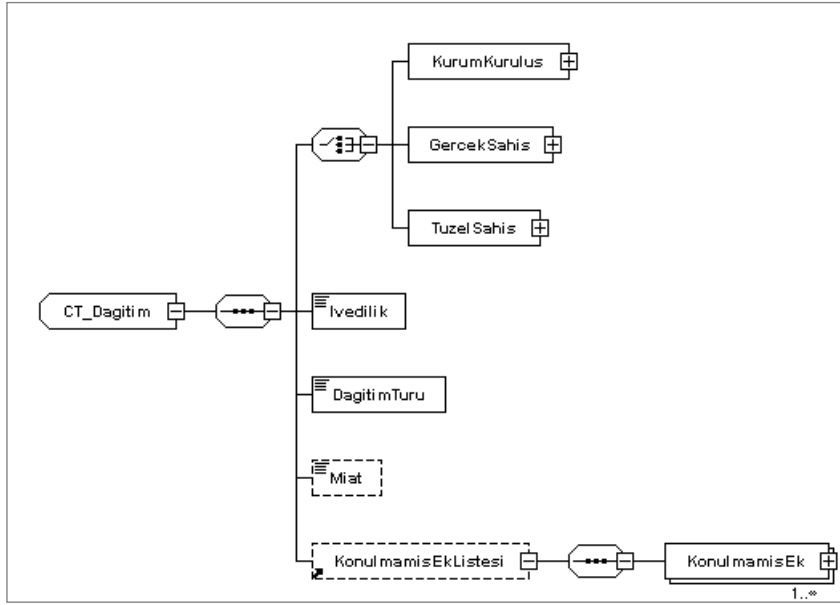 KurumKurulus
GercekSahis
TuzelSahis
CT_Dagitim
Ivedilik
DagitimTuru
Miat
KonulmamisEkListesi
KonulmamisEk
1..∞